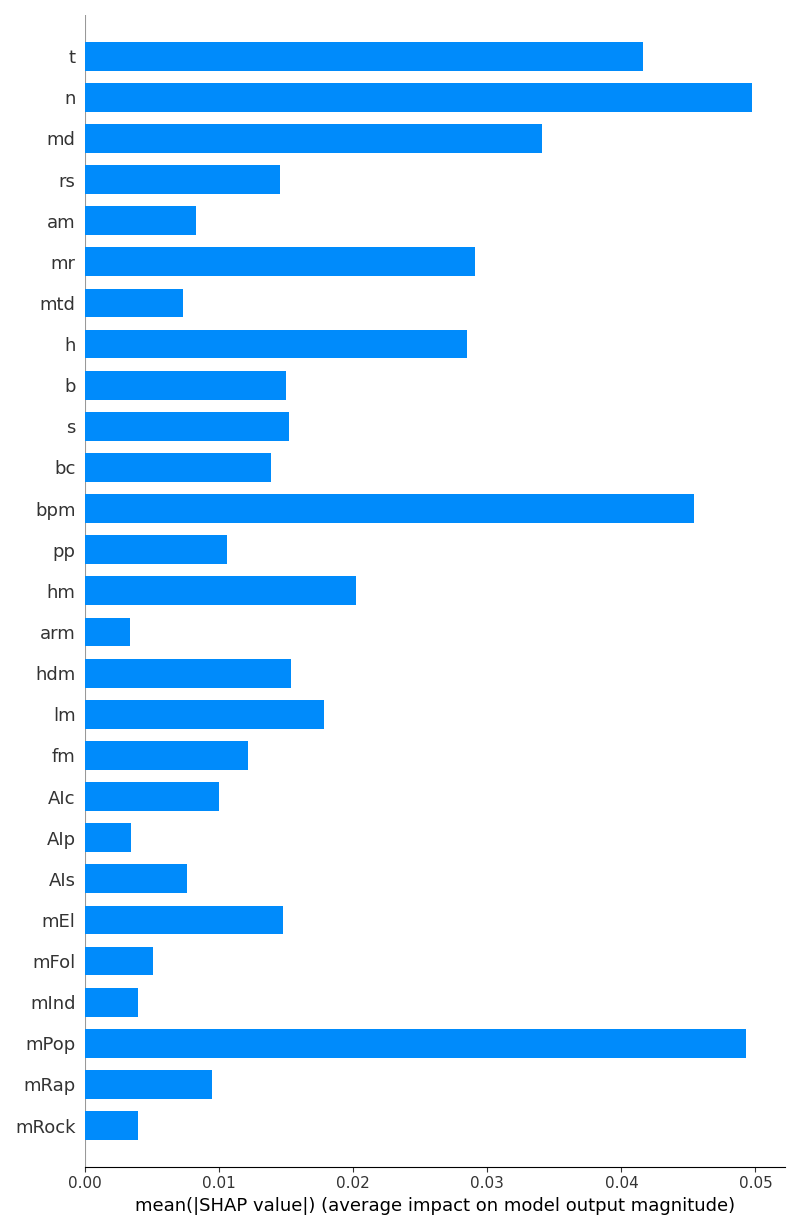 t
n
md
rs
am
mr
mtd
h
b
s
bc
bpm
pp
hm
arm
hdm
lm
fm
AIc
AIp
AIs
mEl
mFol
mInd
mPop
mRap
mRock
0.00 0.01 0.02 0.03 0.04 0.05
mean(|SHAP value|) (average impact on model output magnitude)